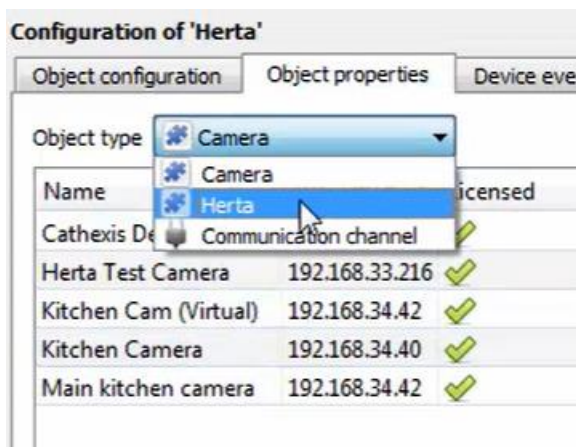 Configuration of 'Herta'
Object configuration Object properties Device eve
Object type Camera
Camera
Herta
Communication channel
Name icensed
Cathexis De
Herta Test Camera 192.168.33.216
Kitchen Cam (Virtual) 192.168.34.42
Kitchen Camera 192.168.34.40
Main kitchen camera 192.168.34.42